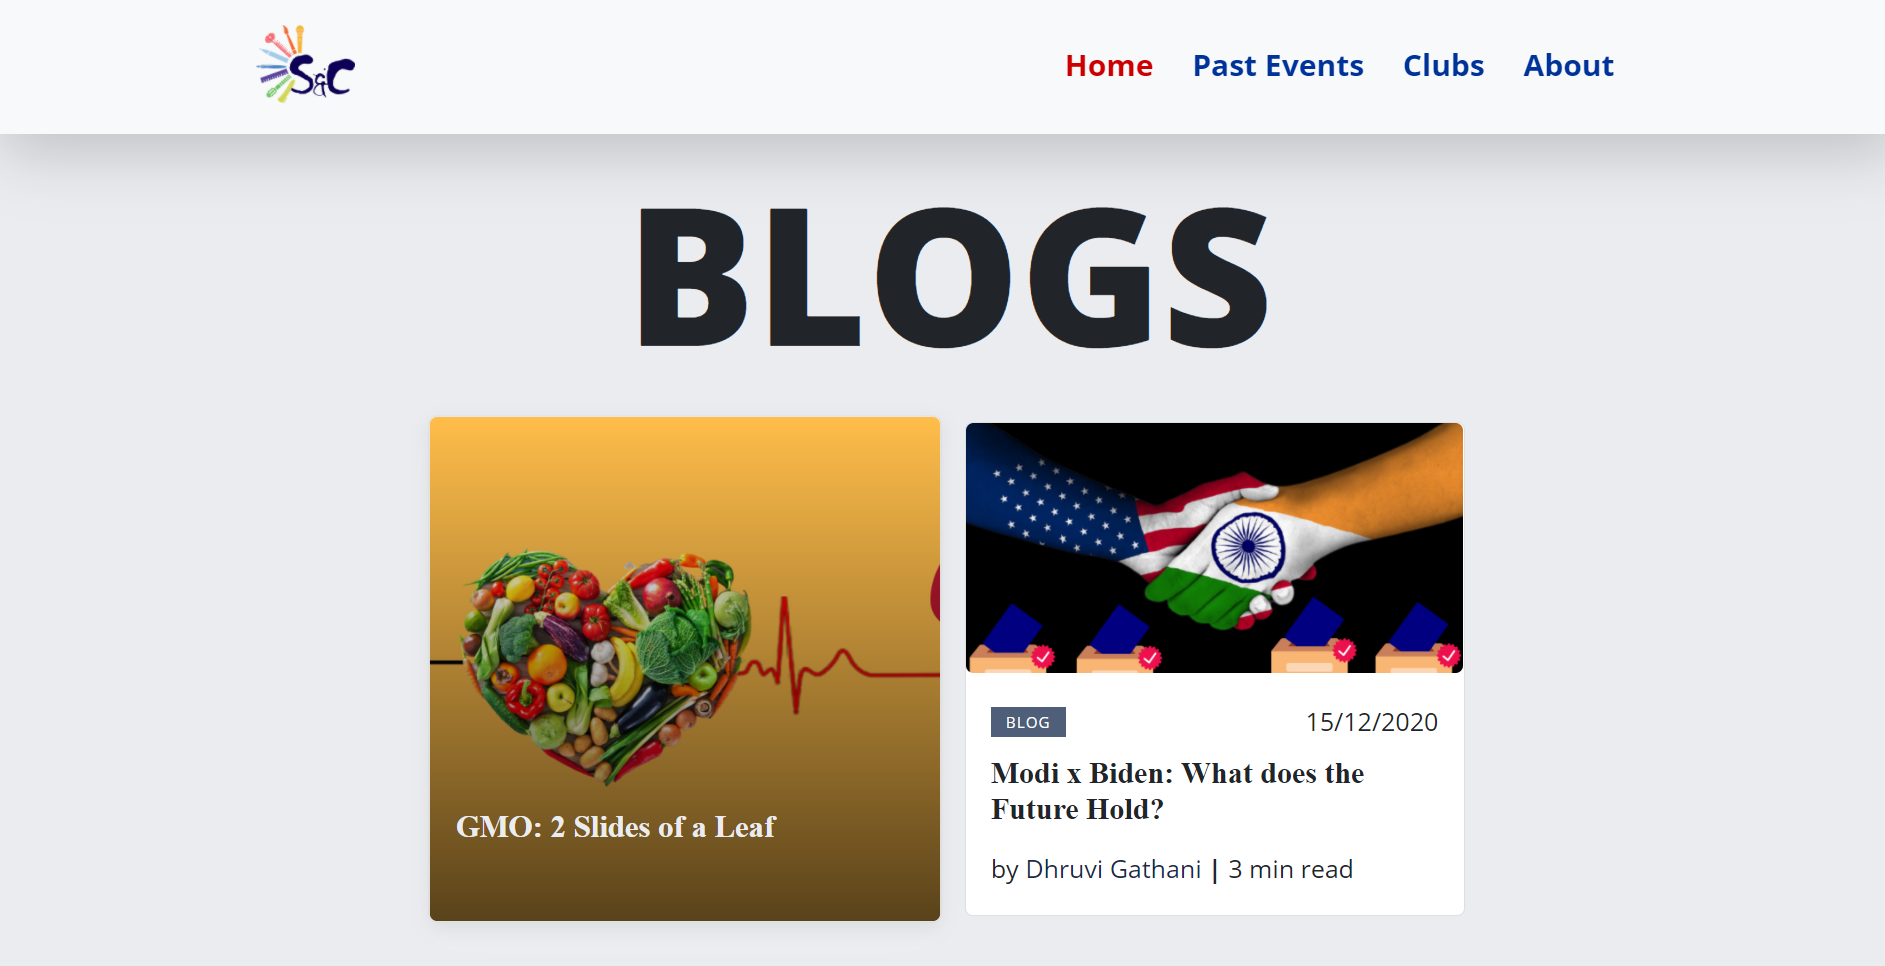 S&C
Home Past Events Clubs About
BLOGS
GMO: 2 Slides of a Leaf
BLOG 15/12/2020
Modi x Biden: What does the
Future Hold?
by Dhruvi Gathani | 3 min read